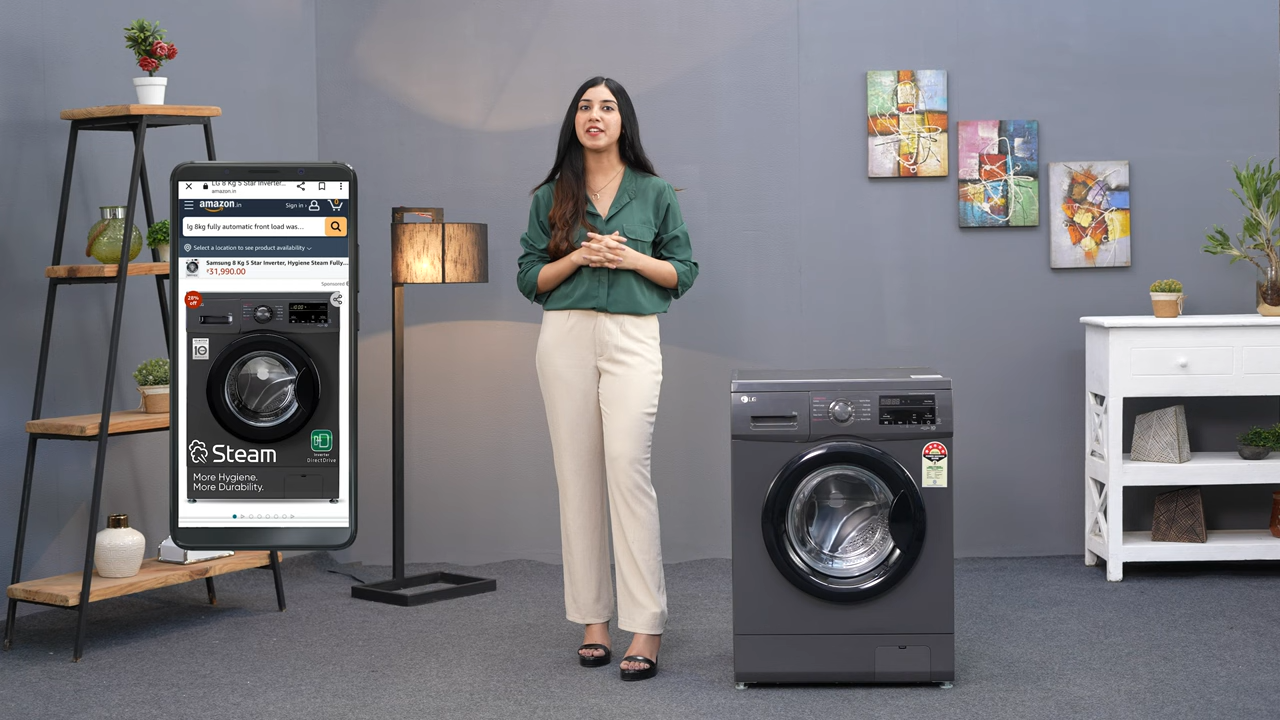 LG 8 Kg 5 Star Inverter...
amazon.in
amazon.in
Sign in ›
0
lg 8kg fully automatic front load was...
Select a location to see product availability
Samsung 8 Kg 5 Star Inverter, Hygiene Steam Fully...
₹31,990.00
Sponsored
28%
off
10
Steam
Inverter
DirectDrive
More Hygiene.
More Durability.
LG